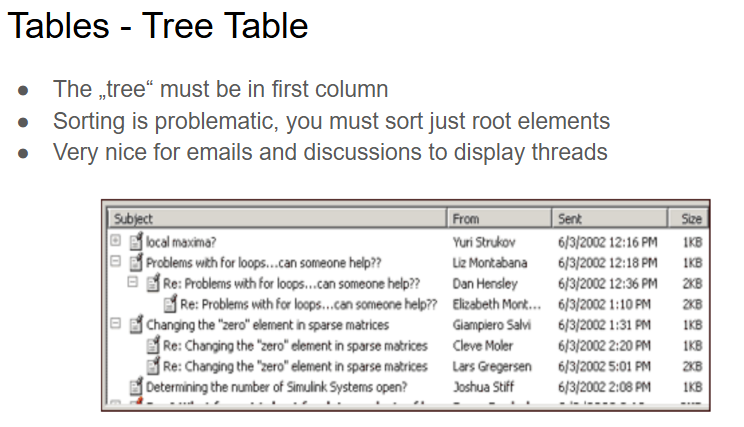 Tables - Tree Table
● The „tree“ must be in first column
● Sorting is problematic, you must sort just root elements
● Very nice for emails and discussions to display threads
Subject From Sent Size
local maxima? Yuri Strukov 6/3/2002 12:16 PM 1KB
Problems with for loops...can someone help?? Liz Montabana 6/3/2002 12:18 PM 1KB
Re: Problems with for loops...can someone help?? Dan Hensley 6/3/2002 12:36 PM 2KB
Re: Problems with for loops...can someone help?? Elizabeth Mont... 6/3/2002 1:10 PM 2KB
Changing the "zero" element in sparse matrices Giampiero Salvi 6/3/2002 1:31 PM 1KB
Re: Changing the "zero" element in sparse matrices Cleve Moler 6/3/2002 2:20 PM 1KB
Re: Changing the "zero" element in sparse matrices Lars Gregersen 6/3/2002 5:01 PM 2KB
Determining the number of Simulink Systems open? Joshua Stiff 6/3/2002 2:08 PM 1KB